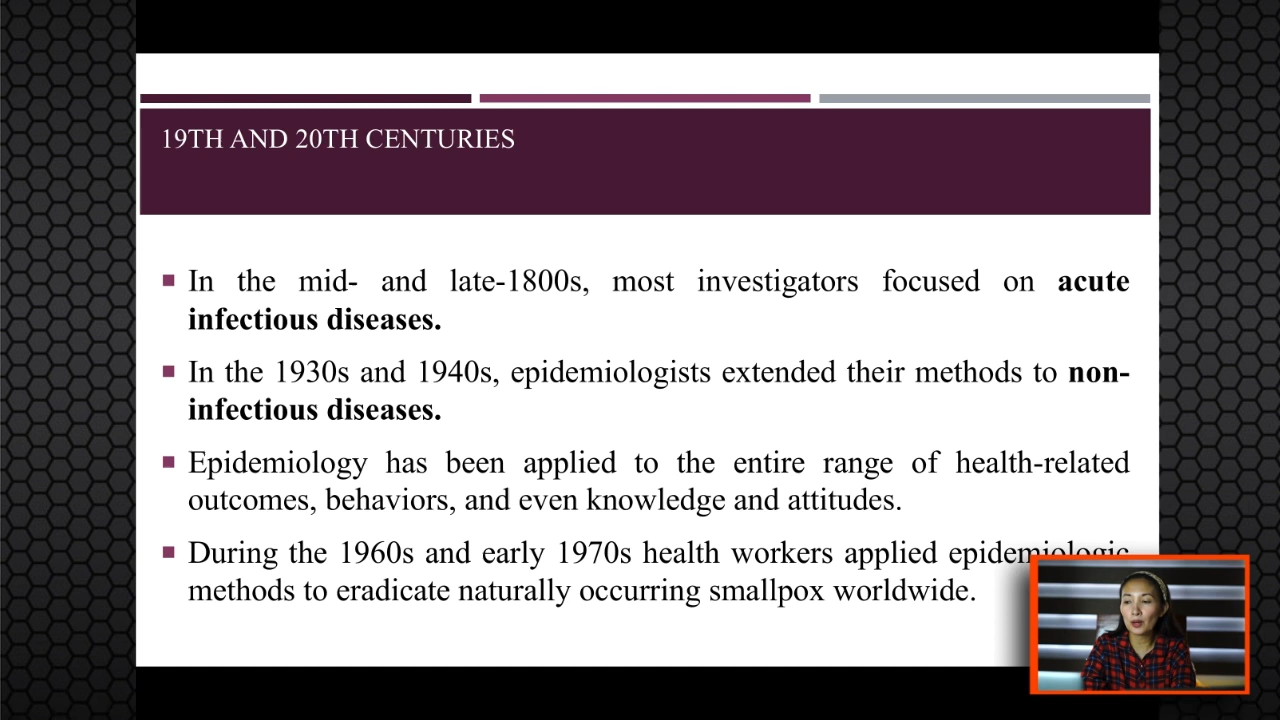 19TH AND 20TH CENTURIES
In the mid- and late-1800s, most investigators focused on acute
infectious diseases.
In the 1930s and 1940s, epidemiologists extended their methods to non-
infectious diseases.
Epidemiology has been applied to the entire range of health-related
outcomes, behaviors, and even knowledge and attitudes.
During the 1960s and early 1970s health workers applied epidemiologic
methods to eradicate naturally occurring smallpox worldwide.